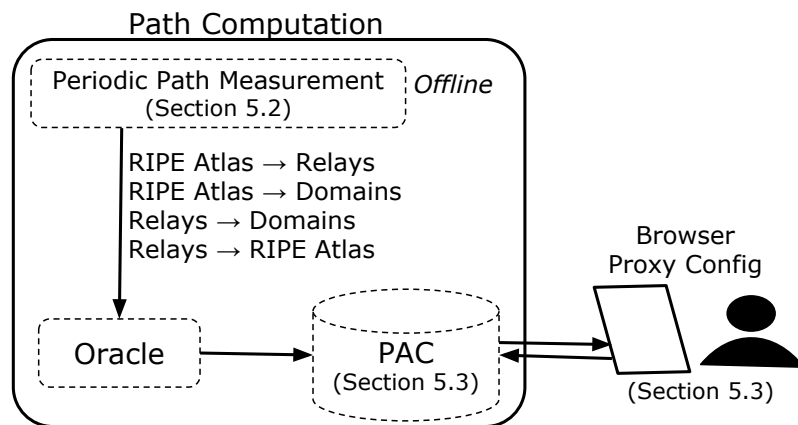 Path Computation
Periodic Path Measurement
(Section 5.2)
Offline
RIPE Atlas → Relays
RIPE Atlas → Domains
Relays → Domains
Relays → RIPE Atlas
Browser
Proxy Config
Oracle
PAC
(Section 5.3)
(Section 5.3)